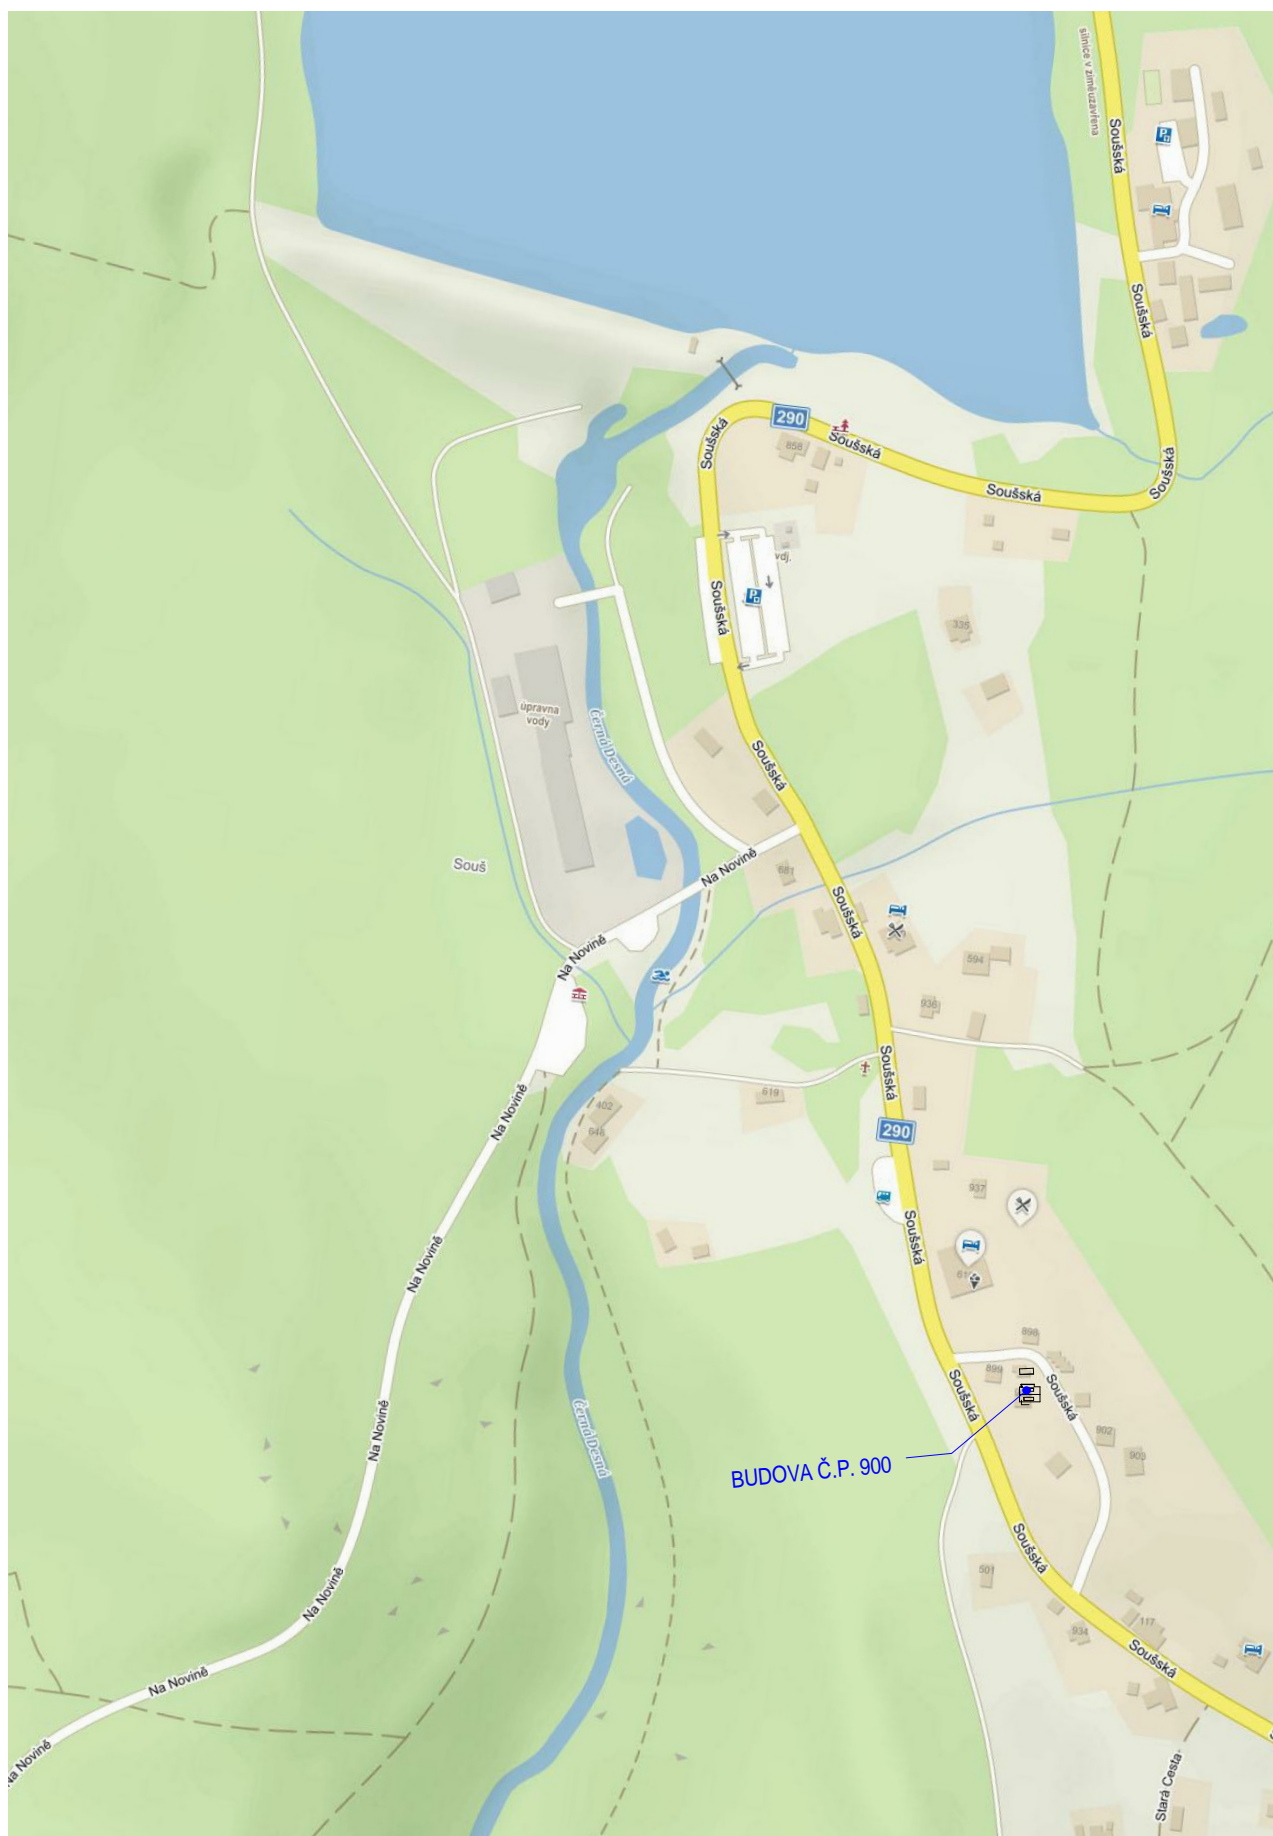 silnice v zimě uzavřena
Soušská
Soušská
290
Soušská
Soušská
858
Soušská
Soušská
vdj.
Soušská
335
úpravna
vody
Černá Desná
Soušská
Souš
Na Novině
681
Soušská
Na Novině
594
936
Soušská
619
402
646
Na Novině
290
937
Soušská
Na Novině
898
899
Soušská
Soušská
Na Novině
Černá Desná
902
903
BUDOVA Č.P. 900
Soušská
501
Na Novině
117
934
Soušská
Na Novině
Na Novině
Stará Cesta